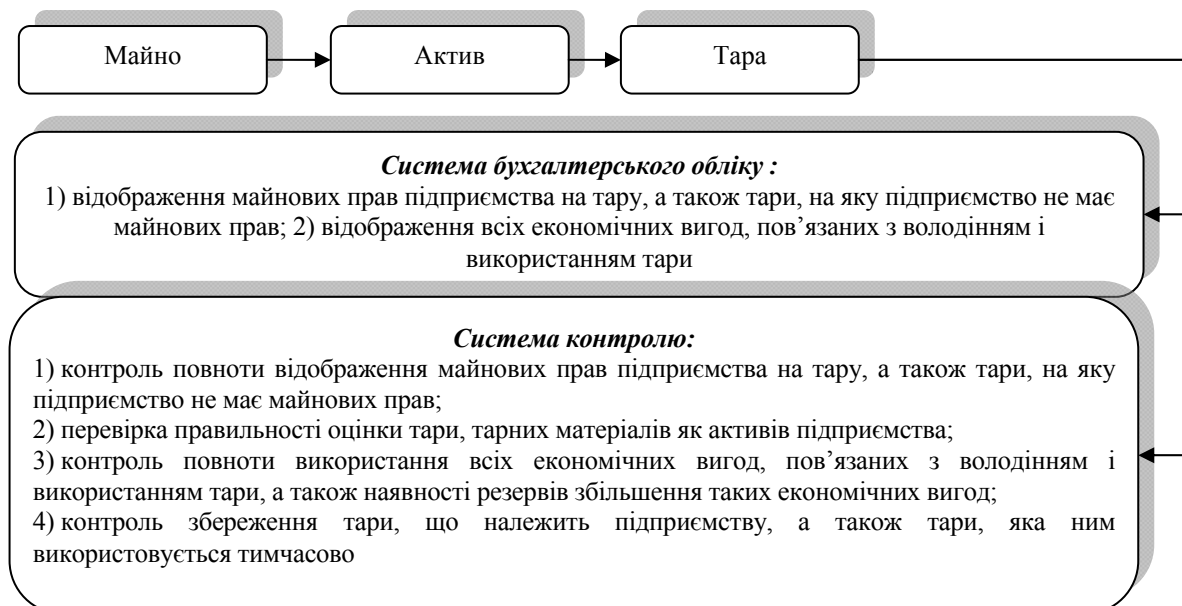 Майно
Актив
Тара
Система бухгалтерського обліку :
1) відображення майнових прав підприємства на тару, а також тари, на яку підприємство не має
майнових прав; 2) відображення всіх економічних вигод, пов’язаних з володінням і
використанням тари
Система контролю:
1) контроль повноти відображення майнових прав підприємства на тару, а також тари, на яку
підприємство не має майнових прав;
2) перевірка правильності оцінки тари, тарних матеріалів як активів підприємства;
3) контроль повноти використання всіх економічних вигод, пов’язаних з володінням і
використанням тари, а також наявності резервів збільшення таких економічних вигод;
4) контроль збереження тари, що належить підприємству, а також тари, яка ним
використовується тимчасово